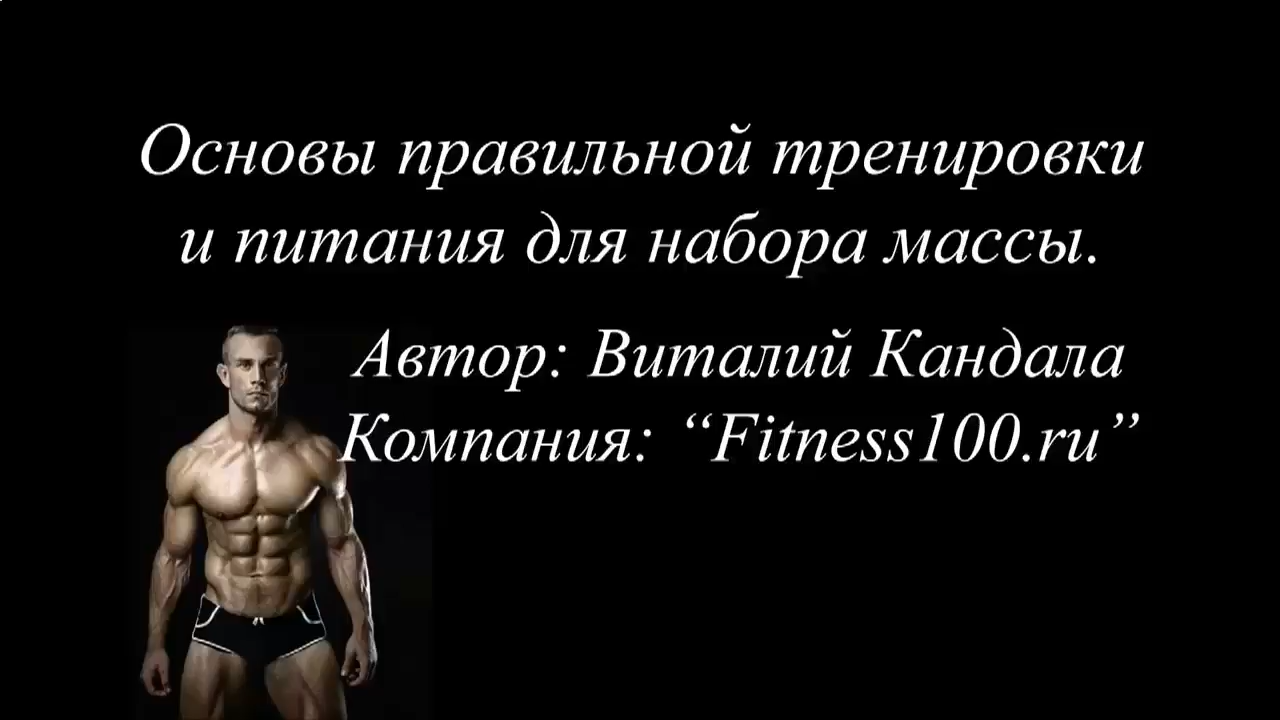 Основы правильной тренировки
и питания для набора массы.
Автор: Виталий Кандала
Компания: “Fitness100.ru”